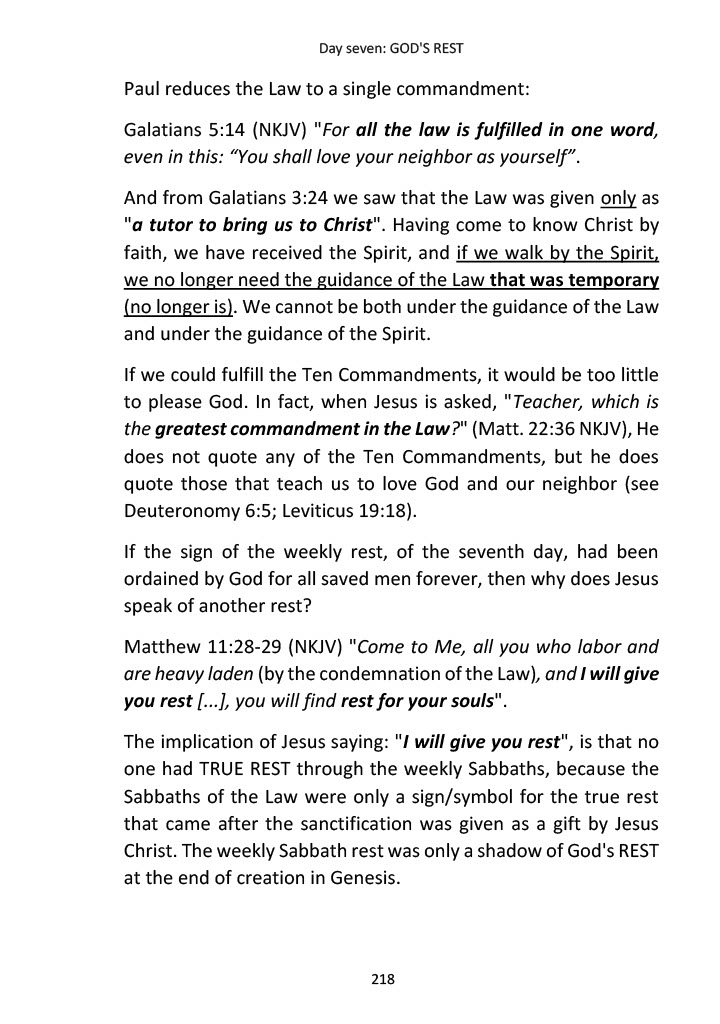 Day seven: GOD'S REST
Paul reduces the Law to a single commandment:
Galatians 5:14 (NKJV) "For all the law is fulfilled in one word,
even in this: “You shall love your neighbor as yourself”.
And from Galatians 3:24 we saw that the Law was given only as
"a tutor to bring us to Christ". Having come to know Christ by
faith, we have received the Spirit, and if we walk by the Spirit,
we no longer need the guidance of the Law that was temporary
(no longer is). We cannot be both under the guidance of the Law
and under the guidance of the Spirit.
If we could fulfill the Ten Commandments, it would be too little
to please God. In fact, when Jesus is asked, "Teacher, which is
the greatest commandment in the Law?" (Matt. 22:36 NKJV), He
does not quote any of the Ten Commandments, but he does
quote those that teach us to love God and our neighbor (see
Deuteronomy 6:5; Leviticus 19:18).
If the sign of the weekly rest, of the seventh day, had been
ordained by God for all saved men forever, then why does Jesus
speak of another rest?
Matthew 11:28-29 (NKJV) "Come to Me, all you who labor and
are heavy laden (by the condemnation of the Law), and I will give
you rest [...], you will find rest for your souls".
The implication of Jesus saying: "I will give you rest", is that no
one had TRUE REST through the weekly Sabbaths, because the
Sabbaths of the Law were only a sign/symbol for the true rest
that came after the sanctification was given as a gift by Jesus
Christ. The weekly Sabbath rest was only a shadow of God's REST
at the end of creation in Genesis.
218